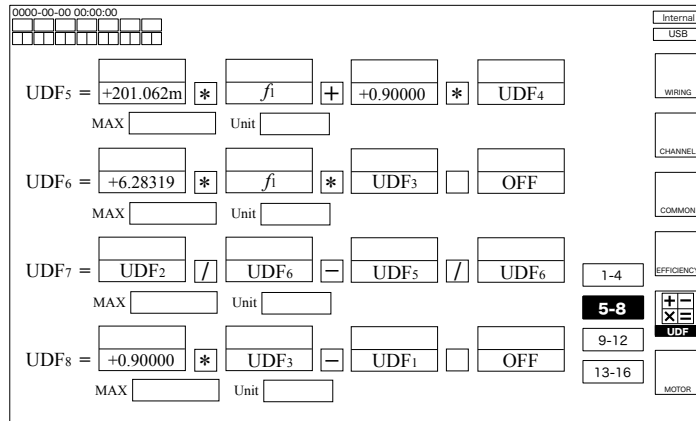 0000-00-00 00:00:00
Internal
USB
UDF5 = +201.062m * f1 + +0.90000 * UDF4
MAX Unit
WIRING
CHANNEL
UDF6 = +6.28319 * f1 * UDF3 OFF
MAX Unit
COMMON
UDF7 = UDF2 / UDF6 − UDF5 / UDF6
MAX Unit
EFFICIENCY
1-4
5-8
+ − × =
UDF
UDF8 = +0.90000 * UDF3 − UDF1 OFF
MAX Unit
9-12
13-16
MOTOR